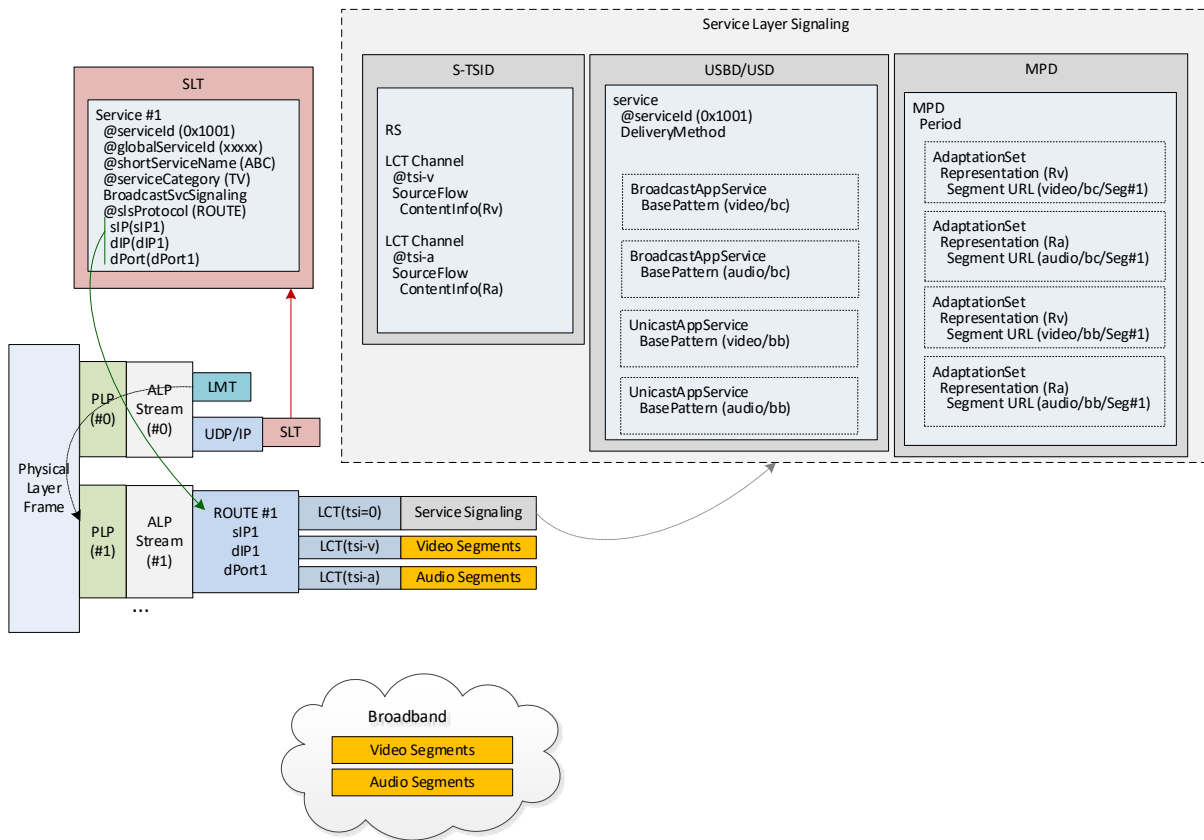 Service Layer Signaling
SLT
Service #1
@serviceId (0x1001)
@globalServiceId (xxxxx)
@shortServiceName (ABC)
@serviceCategory (TV)
BroadcastSvcSignaling
@slsProtocol (ROUTE)
sIP(sIP1)
dIP(dIP1)
dPort(dPort1)
S-TSID
RS
LCT Channel
@tsi-v
SourceFlow
ContentInfo(Rv)
LCT Channel
@tsi-a
SourceFlow
ContentInfo(Ra)
USBD/USD
service
@serviceId (0x1001)
DeliveryMethod
BroadcastAppService
BasePattern (video/bc)
BroadcastAppService
BasePattern (audio/bc)
UnicastAppService
BasePattern (video/bb)
UnicastAppService
BasePattern (audio/bb)
MPD
MPD
Period
AdaptationSet
Representation (Rv)
Segment URL (video/bc/Seg#1)
AdaptationSet
Representation (Ra)
Segment URL (audio/bc/Seg#1)
AdaptationSet
Representation (Rv)
Segment URL (video/bb/Seg#1)
AdaptationSet
Representation (Ra)
Segment URL (audio/bb/Seg#1)
Physical
Layer
Frame
PLP
(#0)
ALP
Stream
(#0)
LMT
UDP/IP
SLT
PLP
(#1)
ALP
Stream
(#1)
ROUTE #1
sIP1
dIP1
dPort1
LCT(tsi=0)
Service Signaling
LCT(tsi-v)
Video Segments
LCT(tsi-a)
Audio Segments
...
Broadband
Video Segments
Audio Segments